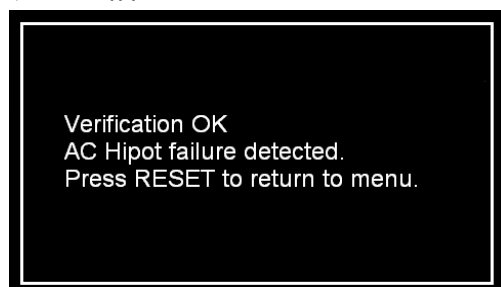 Verification OK
AC Hipot failure detected.
Press RESET to return to menu.